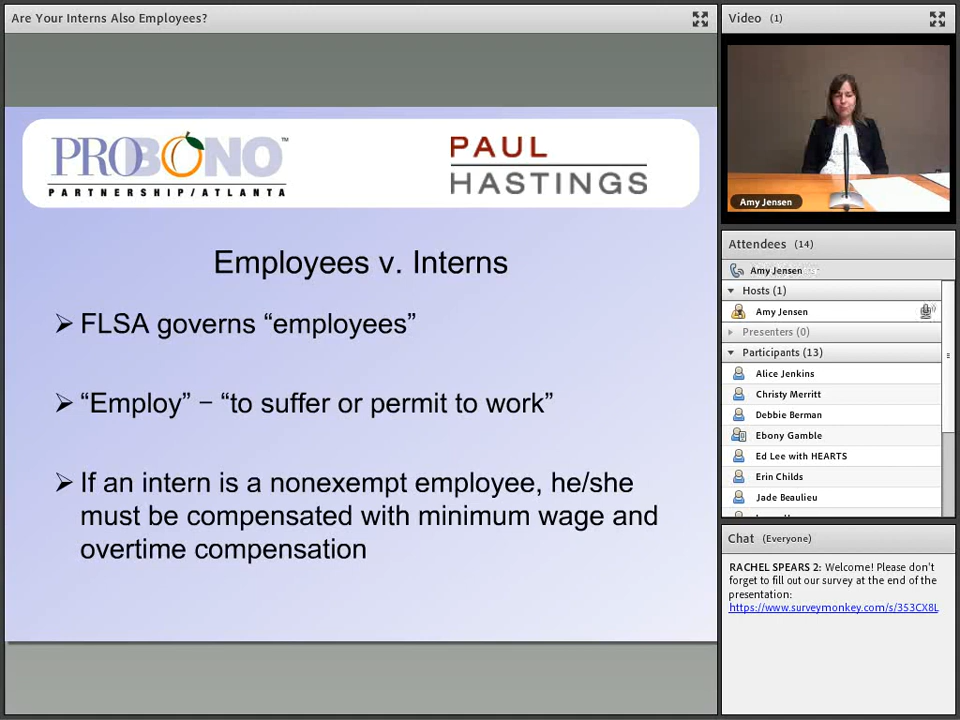 Are Your Interns Also Employees?
PROBONO™
PARTNERSHIP/ATLANTA
PAUL
HASTINGS
Employees v. Interns
➢ FLSA governs “employees”
➢ “Employ” – “to suffer or permit to work”
➢ If an intern is a nonexempt employee, he/she
must be compensated with minimum wage and
overtime compensation
Video (1)
Amy Jensen
Attendees (14)
Amy Jensen
Hosts (1)
Amy Jensen
Presenters (0)
Participants (13)
Alice Jenkins
Christy Merritt
Debbie Berman
Ebony Gamble
Ed Lee with HEARTS
Erin Childs
Jade Beaulieu
Chat (Everyone)
RACHEL SPEARS 2: Welcome! Please don't
forget to fill out our survey at the end of the
presentation:
https://www.surveymonkey.com/s/353CX8L